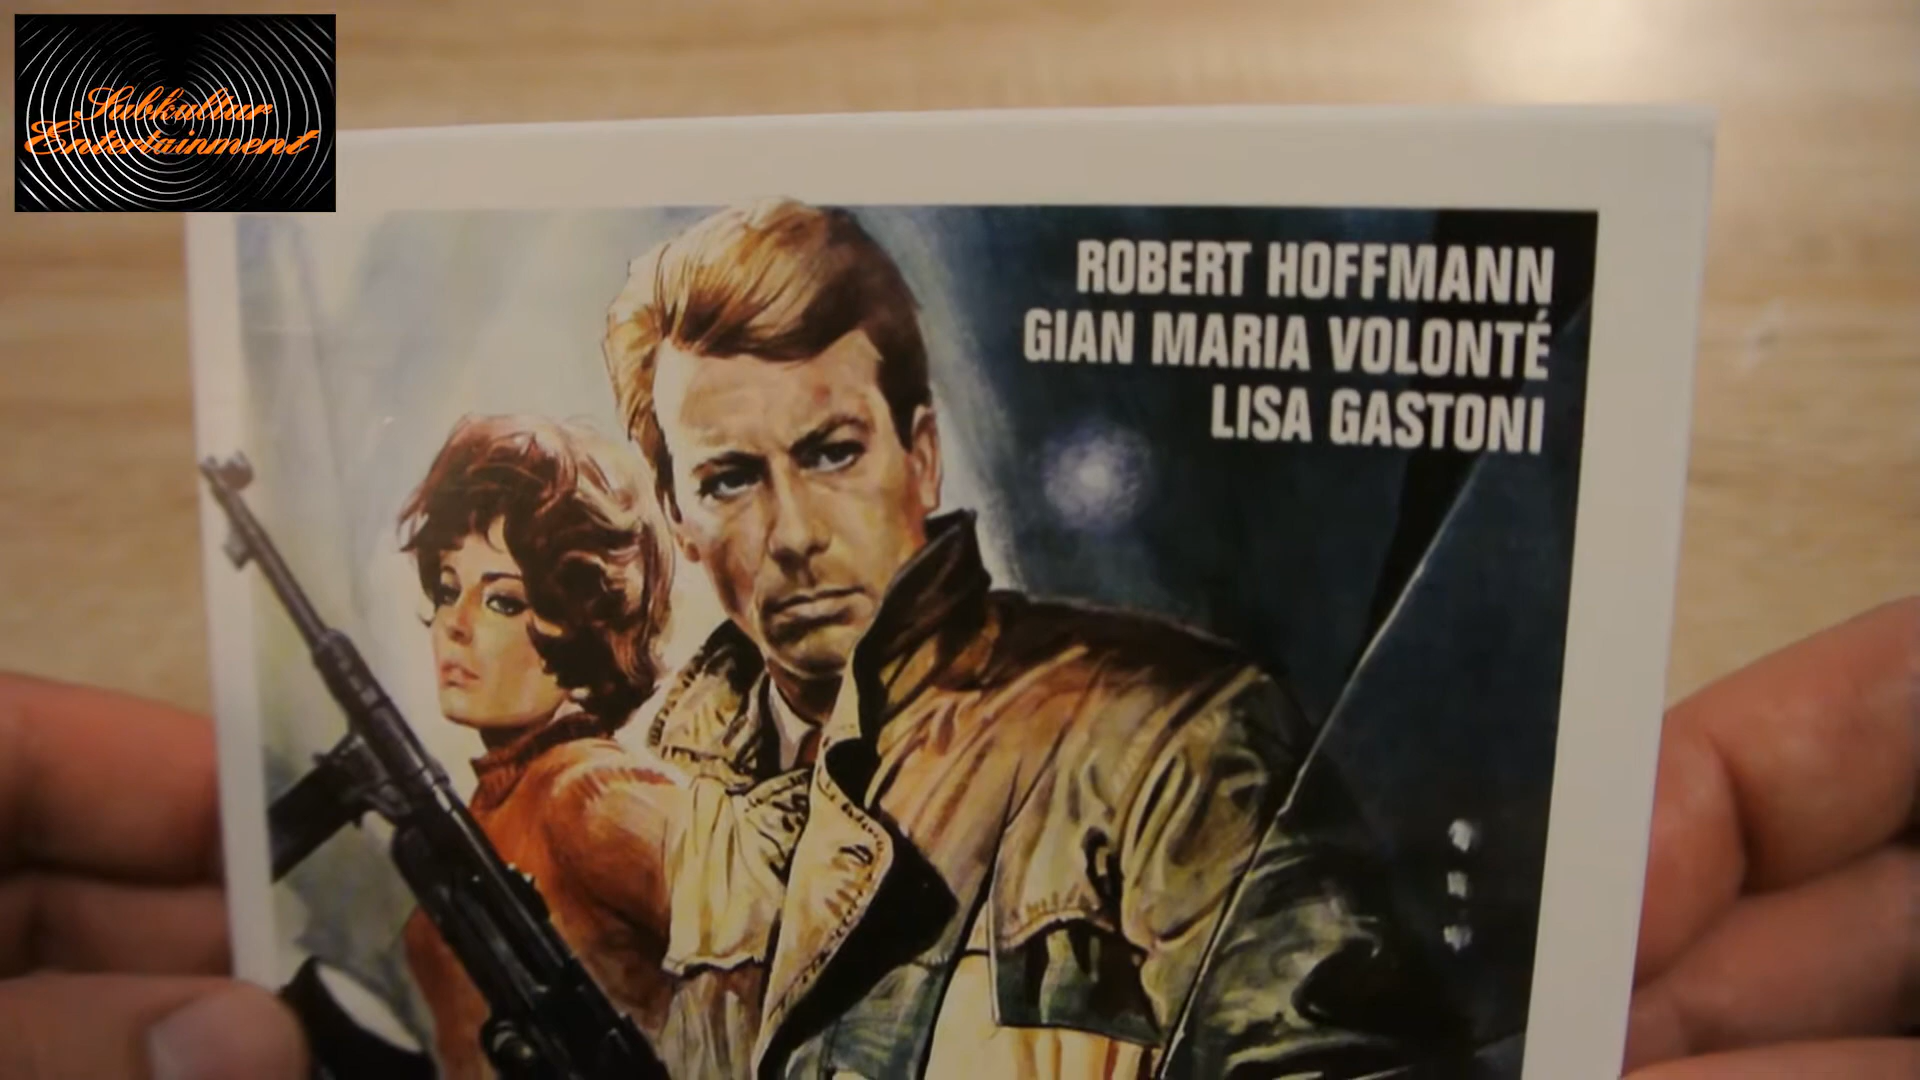 Subkultur
Entertainment
ROBERT HOFFMANN
GIAN MARIA VOLONTÉ
LISA GASTONI